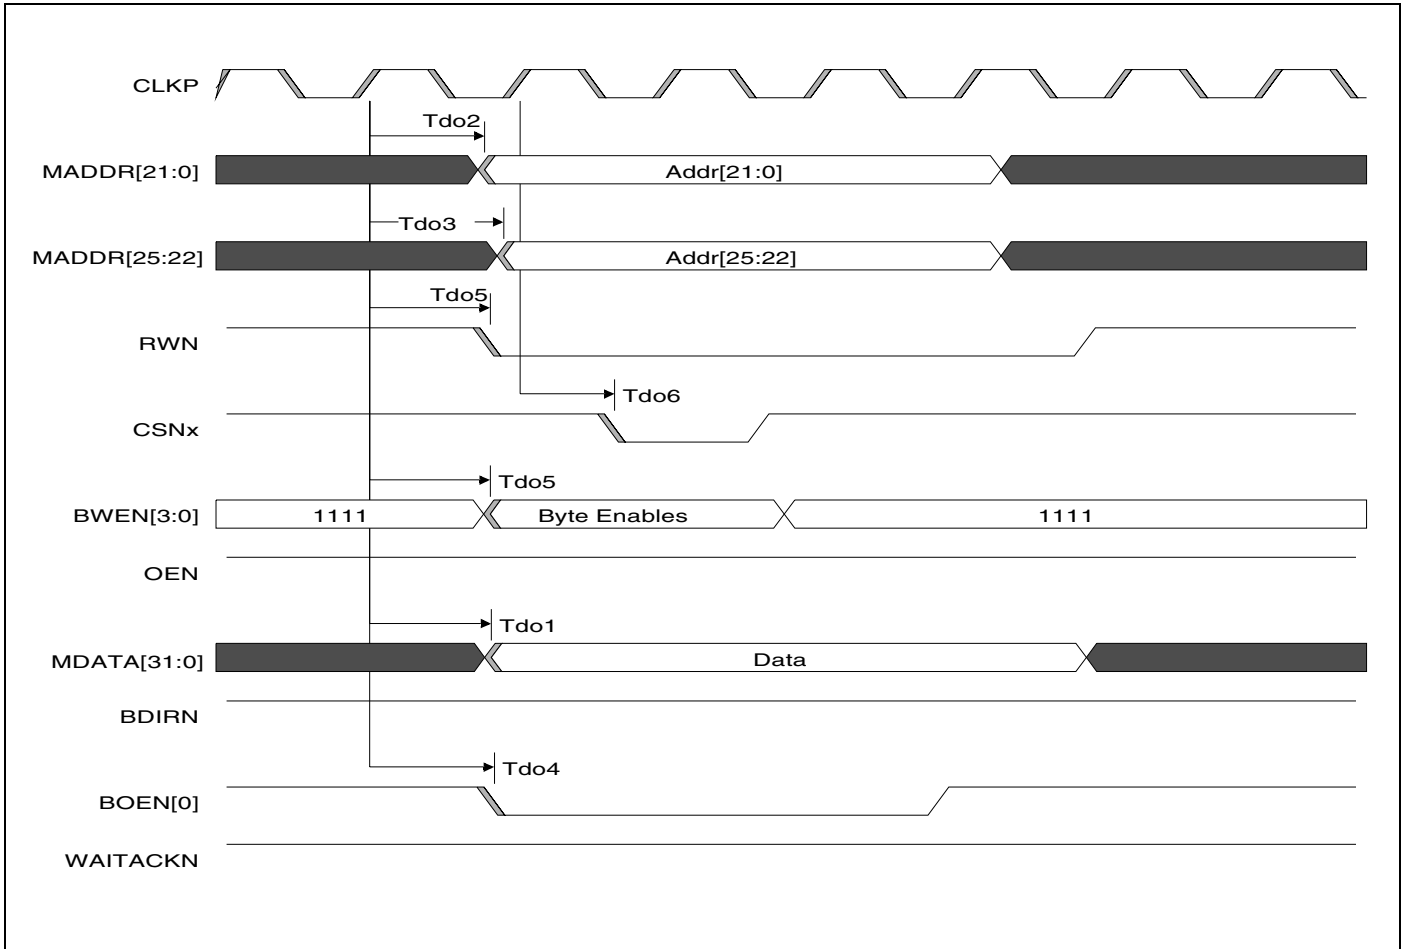 CLKP
Tdo2
MADDR[21:0] Addr[21:0]
Tdo3
MADDR[25:22] Addr[25:22]
Tdo5
RWN
Tdo6
CSNx
Tdo5
BWEN[3:0] 1111 Byte Enables 1111
OEN
Tdo1
MDATA[31:0] Data
BDIRN
Tdo4
BOEN[0]
WAITACKN